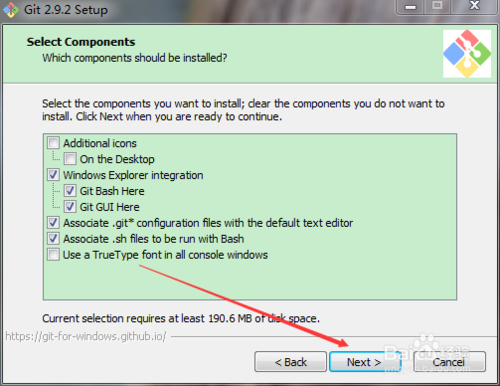 Git 2.9.2 Setup
Select Components
Which components should be installed?
Select the components you want to install; clear the components you do not want to
install. Click Next when you are ready to continue.
Additional icons
On the Desktop
Windows Explorer integration
Git Bash Here
Git GUI Here
Associate .git* configuration files with the default text editor
Associate .sh files to be run with Bash
Use a TrueType font in all console windows
Current selection requires at least 190.6 MB of disk space.
https://git-for-windows.github.io/
< Back
Next >
Cancel